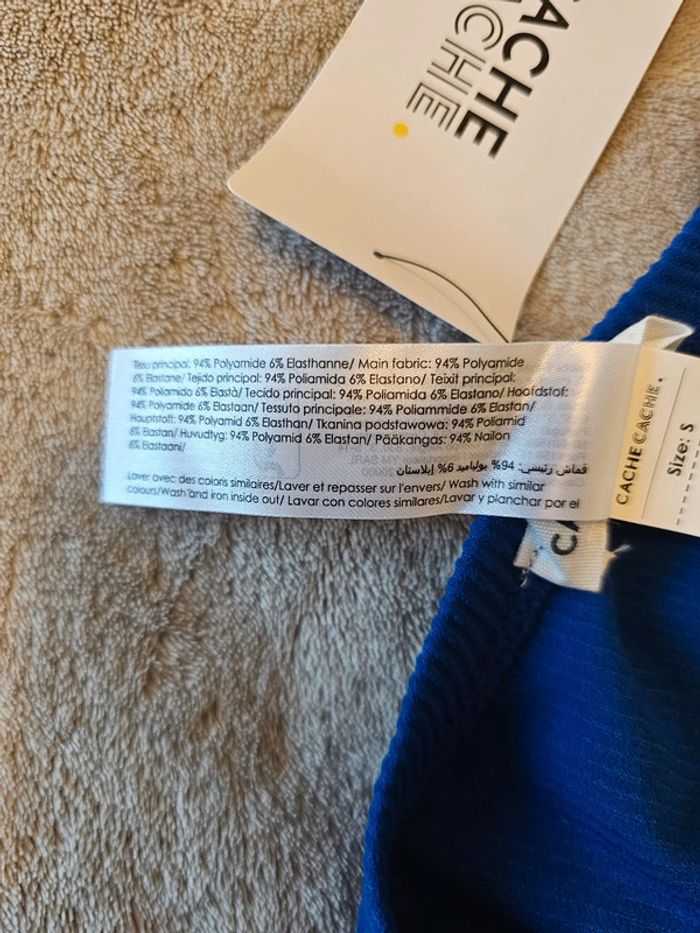 CACHE
CACHE
Tissu principal: 94% Polyamide 6% Elasthanne/ Main fabric: 94% Polyamide
6% Elastane/ Tejido principal: 94% Poliamida 6% Elastano/ Teixit principal:
94% Poliamida 6% Elastà/ Tecido principal: 94% Poliamida 6% Elastano/ Hoofdstof:
94% Polyamide 6% Elastaan/ Tessuto principale: 94% Poliammide 6% Elastan/
Hauptstoff: 94% Polyamid 6% Elasthan/ Tkanina podstawowa: 94% Poliamid
6% Elastan/ Huvudtyg: 94% Polyamid 6% Elastan/ Pääkangas: 94% Nailon
6% Elastaani/
قماش رئيسي: 94% بولياميد 6% إيلاستان
Laver avec des coloris similaires/Laver et repasser sur l'envers/ Wash with similar
colours/Wash and iron inside out/ Lavar con colores similares/Lavar y planchar por el
CACHE CACHE.
Size: S
CA